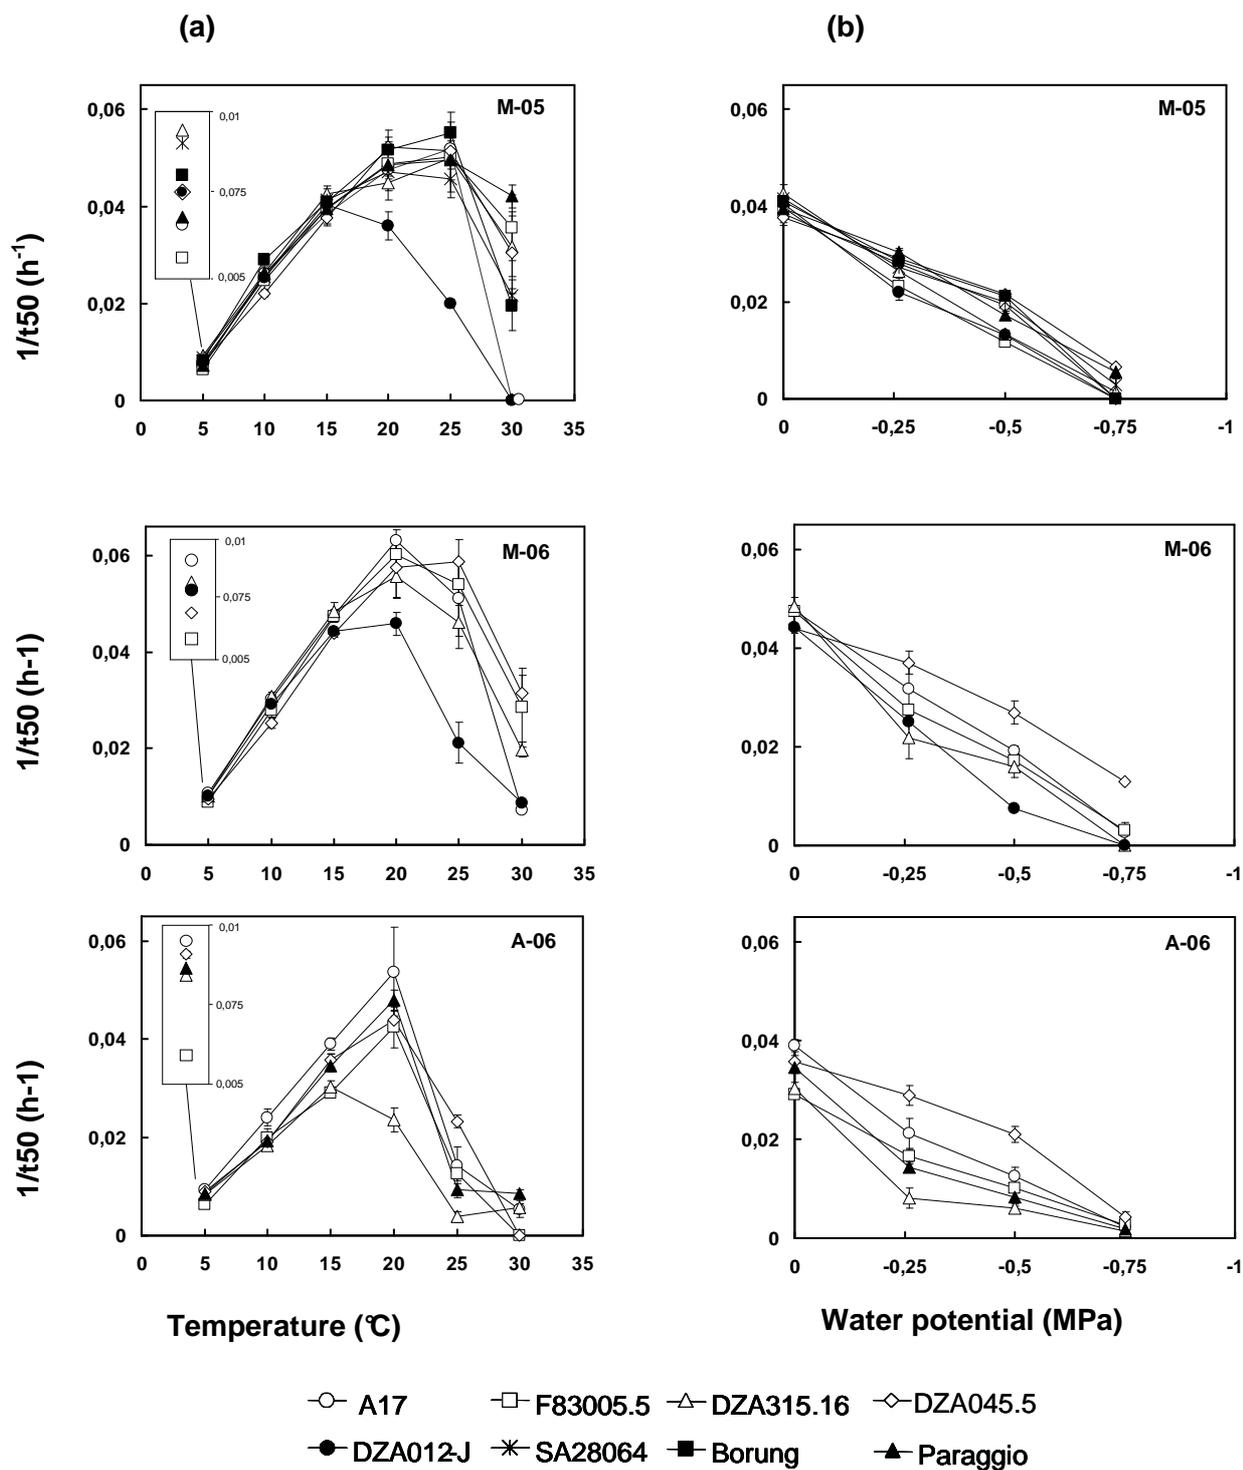 (a)
(b)
M-05
0,06
0,04
0,02
0
0,01
0,075
0,005
0 5 10 15 20 25 30 35
1/t50 (h-1)
M-05
0,06
0,04
0,02
0
0 -0,25 -0,5 -0,75 -1
M-06
0,06
0,04
0,02
0
0,01
0,075
0,005
0 5 10 15 20 25 30 35
1/t50 (h-1)
M-06
0,06
0,04
0,02
0
0 -0,25 -0,5 -0,75 -1
A-06
0,06
0,04
0,02
0
0,01
0,075
0,005
0 5 10 15 20 25 30 35
1/t50 (h-1)
Temperature (°C)
A-06
0,06
0,04
0,02
0
0 -0,25 -0,5 -0,75 -1
Water potential (MPa)
A17 F83005.5 DZA315.16 DZA045.5
DZA012-J SA28064 Borung Paraggio